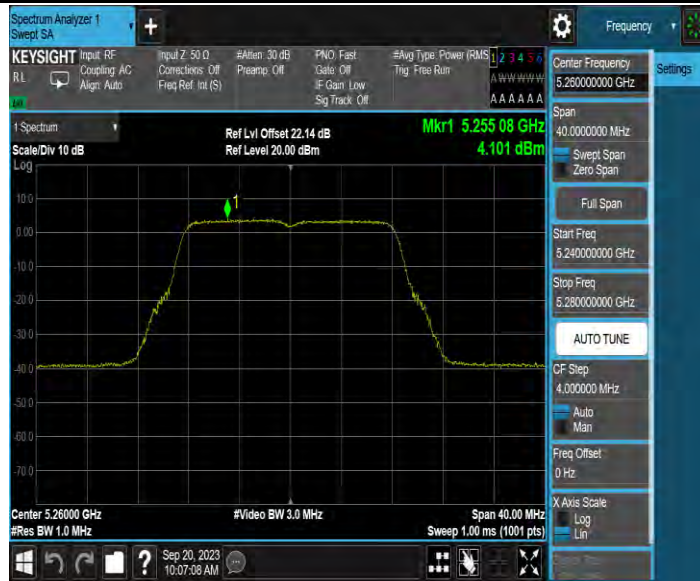 Spectrum Analyzer 1
Swept SA
Frequency
KEYSIGHT
RL
Input: RF
Coupling: AC
Align: Auto
Input Z: 50 Ω
Corrections: Off
Freq Ref: Int (S)
#Atten: 30 dB
Preamp: Off
PNO: Fast
Gate: Off
IF Gain: Low
Sig Track: Off
#Avg Type: Power (RMS)
Trig: Free Run
1 2 3 4 5 6
A W W W W W
A A A A A A
Center Frequency
5.260000000 GHz
Settings
Span
40.0000000 MHz
Swept Span
Zero Span
Full Span
Start Freq
5.240000000 GHz
Stop Freq
5.280000000 GHz
AUTO TUNE
CF Step
4.000000 MHz
Auto
Man
Freq Offset
0 Hz
X Axis Scale
Log
Lin
1 Spectrum
Scale/Div 10 dB
Log
Ref Lvl Offset 22.14 dB
Ref Level 20.00 dBm
Mkr1 5.255 08 GHz
4.101 dBm
1
10.0
0.00
-10.0
-20.0
-30.0
-40.0
-50.0
-60.0
-70.0
Center 5.26000 GHz
#Res BW 1.0 MHz
#Video BW 3.0 MHz
Span 40.00 MHz
Sweep 1.00 ms (1001 pts)
?
Sep 20, 2023
10:07:08 AM